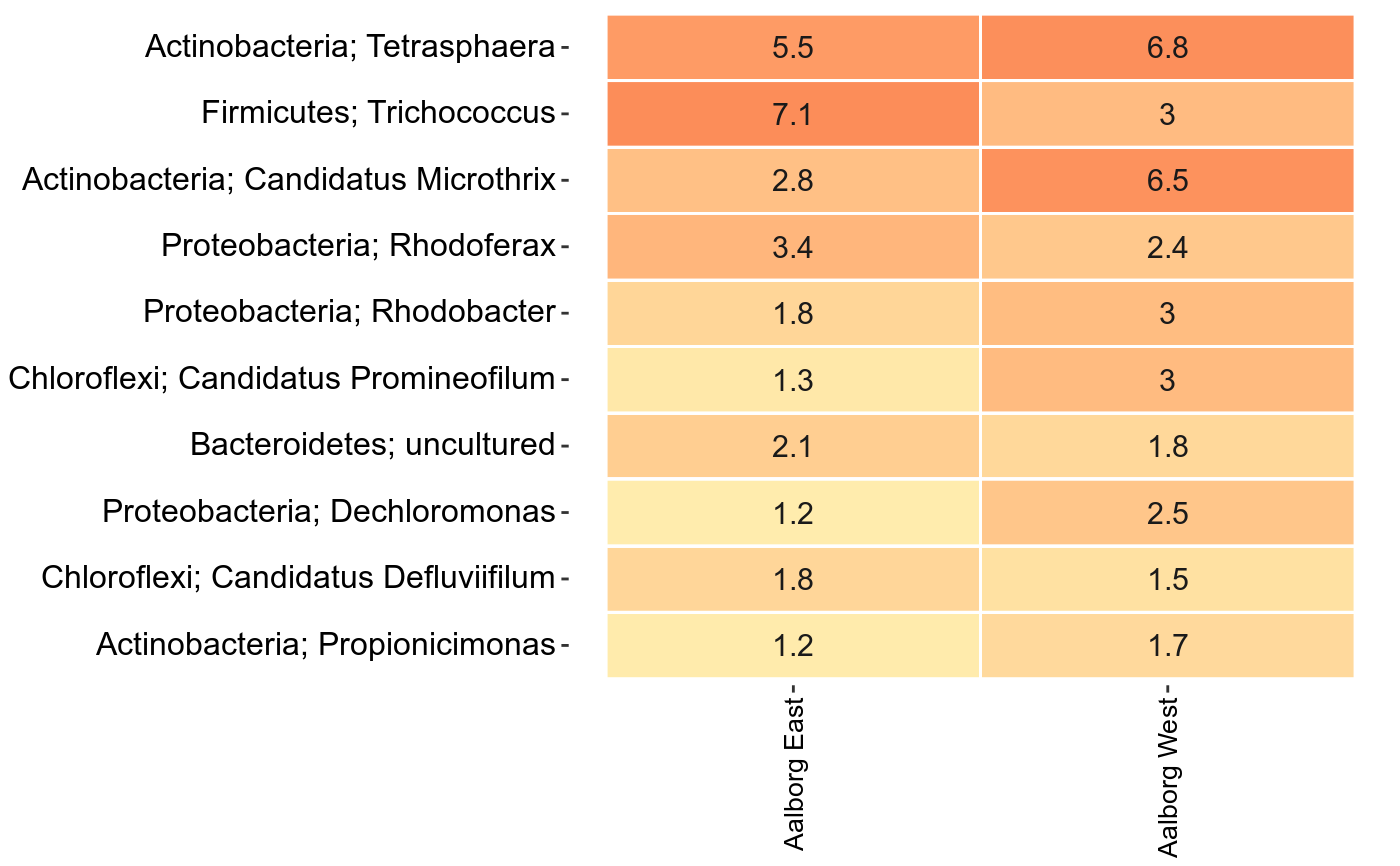 Actinobacteria; Tetrasphaera 5.5 6.8
Firmicutes; Trichococcus 7.1 3
Actinobacteria; Candidatus Microthrix 2.8 6.5
Proteobacteria; Rhodoferax 3.4 2.4
Proteobacteria; Rhodobacter 1.8 3
Chloroflexi; Candidatus Promineofilum 1.3 3
Bacteroidetes; uncultured 2.1 1.8
Proteobacteria; Dechloromonas 1.2 2.5
Chloroflexi; Candidatus Defluviifilum 1.8 1.5
Actinobacteria; Propionicimonas 1.2 1.7
Aalborg East
Aalborg West